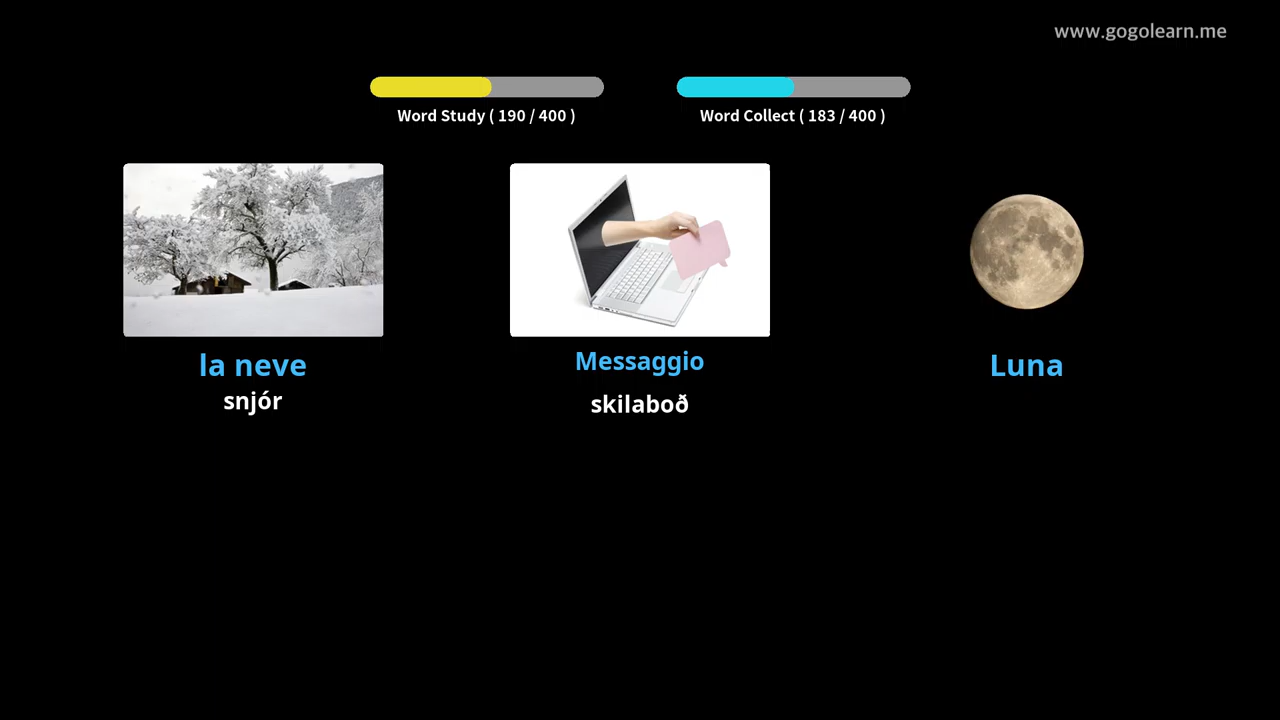 www.gogolearn.me
Word Study ( 190 / 400 )
Word Collect ( 183 / 400 )
la neve
snjór
Messaggio
skilaboð
Luna